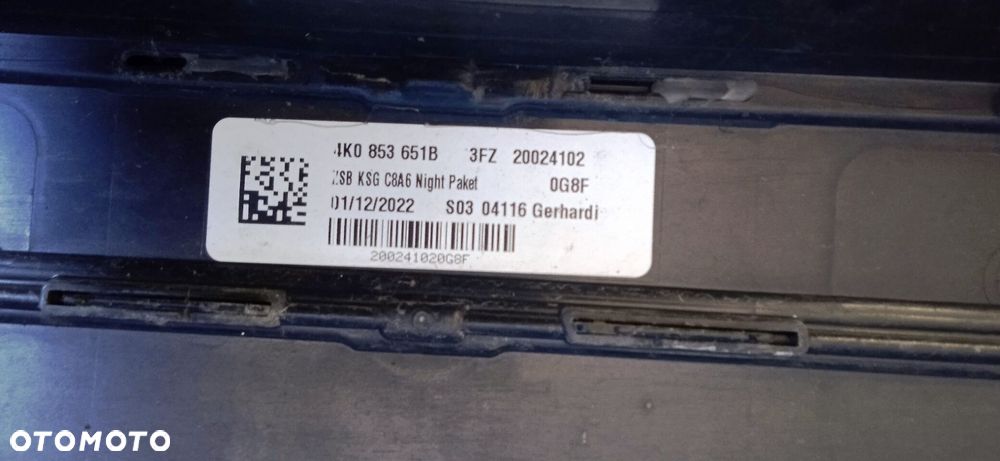 4K0 853 651B 3FZ 20024102
ZSB KSG C8A6 Night Paket 0G8F
01/12/2022 S03 04116 Gerhardi
200241020G8F
OTOMOTO